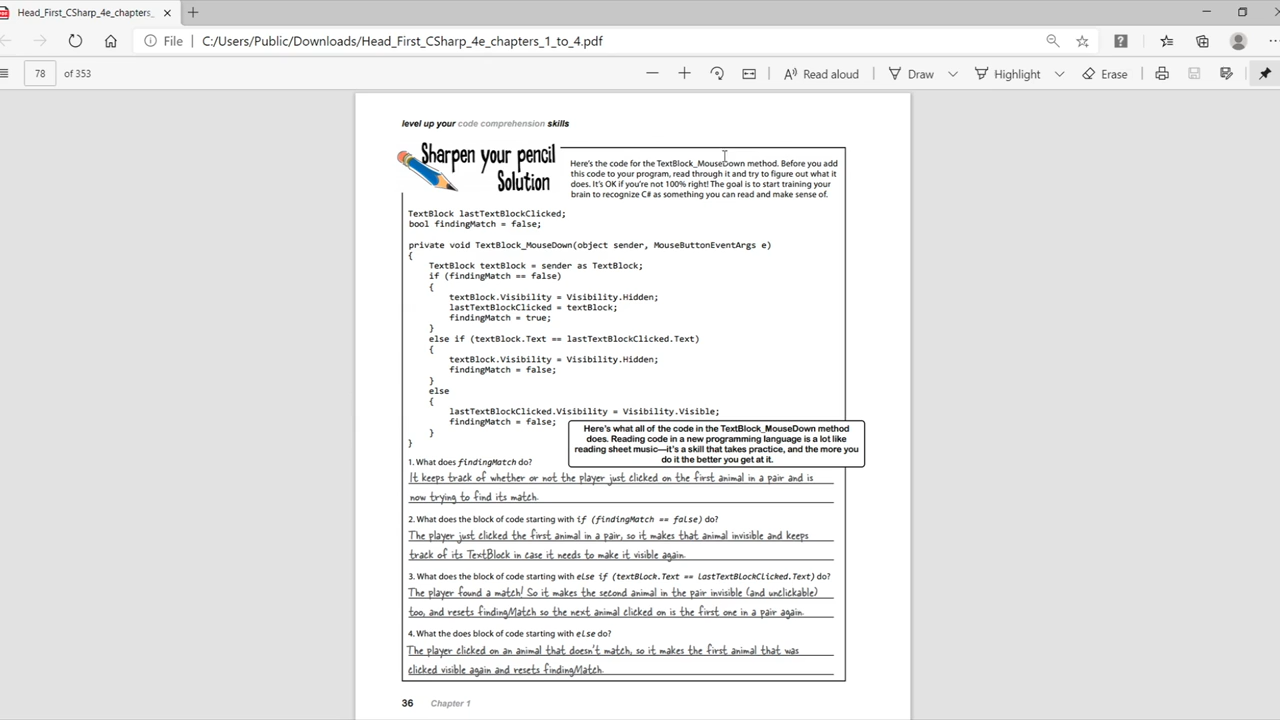 Head_First_CSharp_4e_chapters_
File C:/Users/Public/Downloads/Head_First_CSharp_4e_chapters_1_to_4.pdf
78 of 353 Read aloud Draw Highlight Erase
level up your code comprehension skills
Sharpen your pencil
Solution
Here's the code for the TextBlock_MouseDown method. Before you add
this code to your program, read through it and try to figure out what it
does. It's OK if you're not 100% right! The goal is to start training your
brain to recognize C# as something you can read and make sense of.
TextBlock lastTextBlockClicked;
bool findingMatch = false;
private void TextBlock_MouseDown(object sender, MouseButtonEventArgs e)
{
TextBlock textBlock = sender as TextBlock;
if (findingMatch == false)
{
textBlock.Visibility = Visibility.Hidden;
lastTextBlockClicked = textBlock;
findingMatch = true;
}
else if (textBlock.Text == lastTextBlockClicked.Text)
{
textBlock.Visibility = Visibility.Hidden;
findingMatch = false;
}
else
{
lastTextBlockClicked.Visibility = Visibility.Visible;
findingMatch = false;
}
}
Here's what all of the code in the TextBlock_MouseDown method
does. Reading code in a new programming language is a lot like
reading sheet music—it's a skill that takes practice, and the more you
do it the better you get at it.
1. What does findingMatch do?
It keeps track of whether or not the player just clicked on the first animal in a pair and is
now trying to find its match.
2. What does the block of code starting with if (findingMatch == false) do?
The player just clicked the first animal in a pair, so it makes that animal invisible and keeps
track of its TextBlock in case it needs to make it visible again.
3. What does the block of code starting with else if (textBlock.Text == lastTextBlockClicked.Text) do?
The player found a match! So it makes the second animal in the pair invisible (and unclickable)
too, and resets findingMatch so the next animal clicked on is the first one in a pair again.
4. What the does block of code starting with else do?
The player clicked on an animal that doesn't match, so it makes the first animal that was
clicked visible again and resets findingMatch.
36 Chapter 1